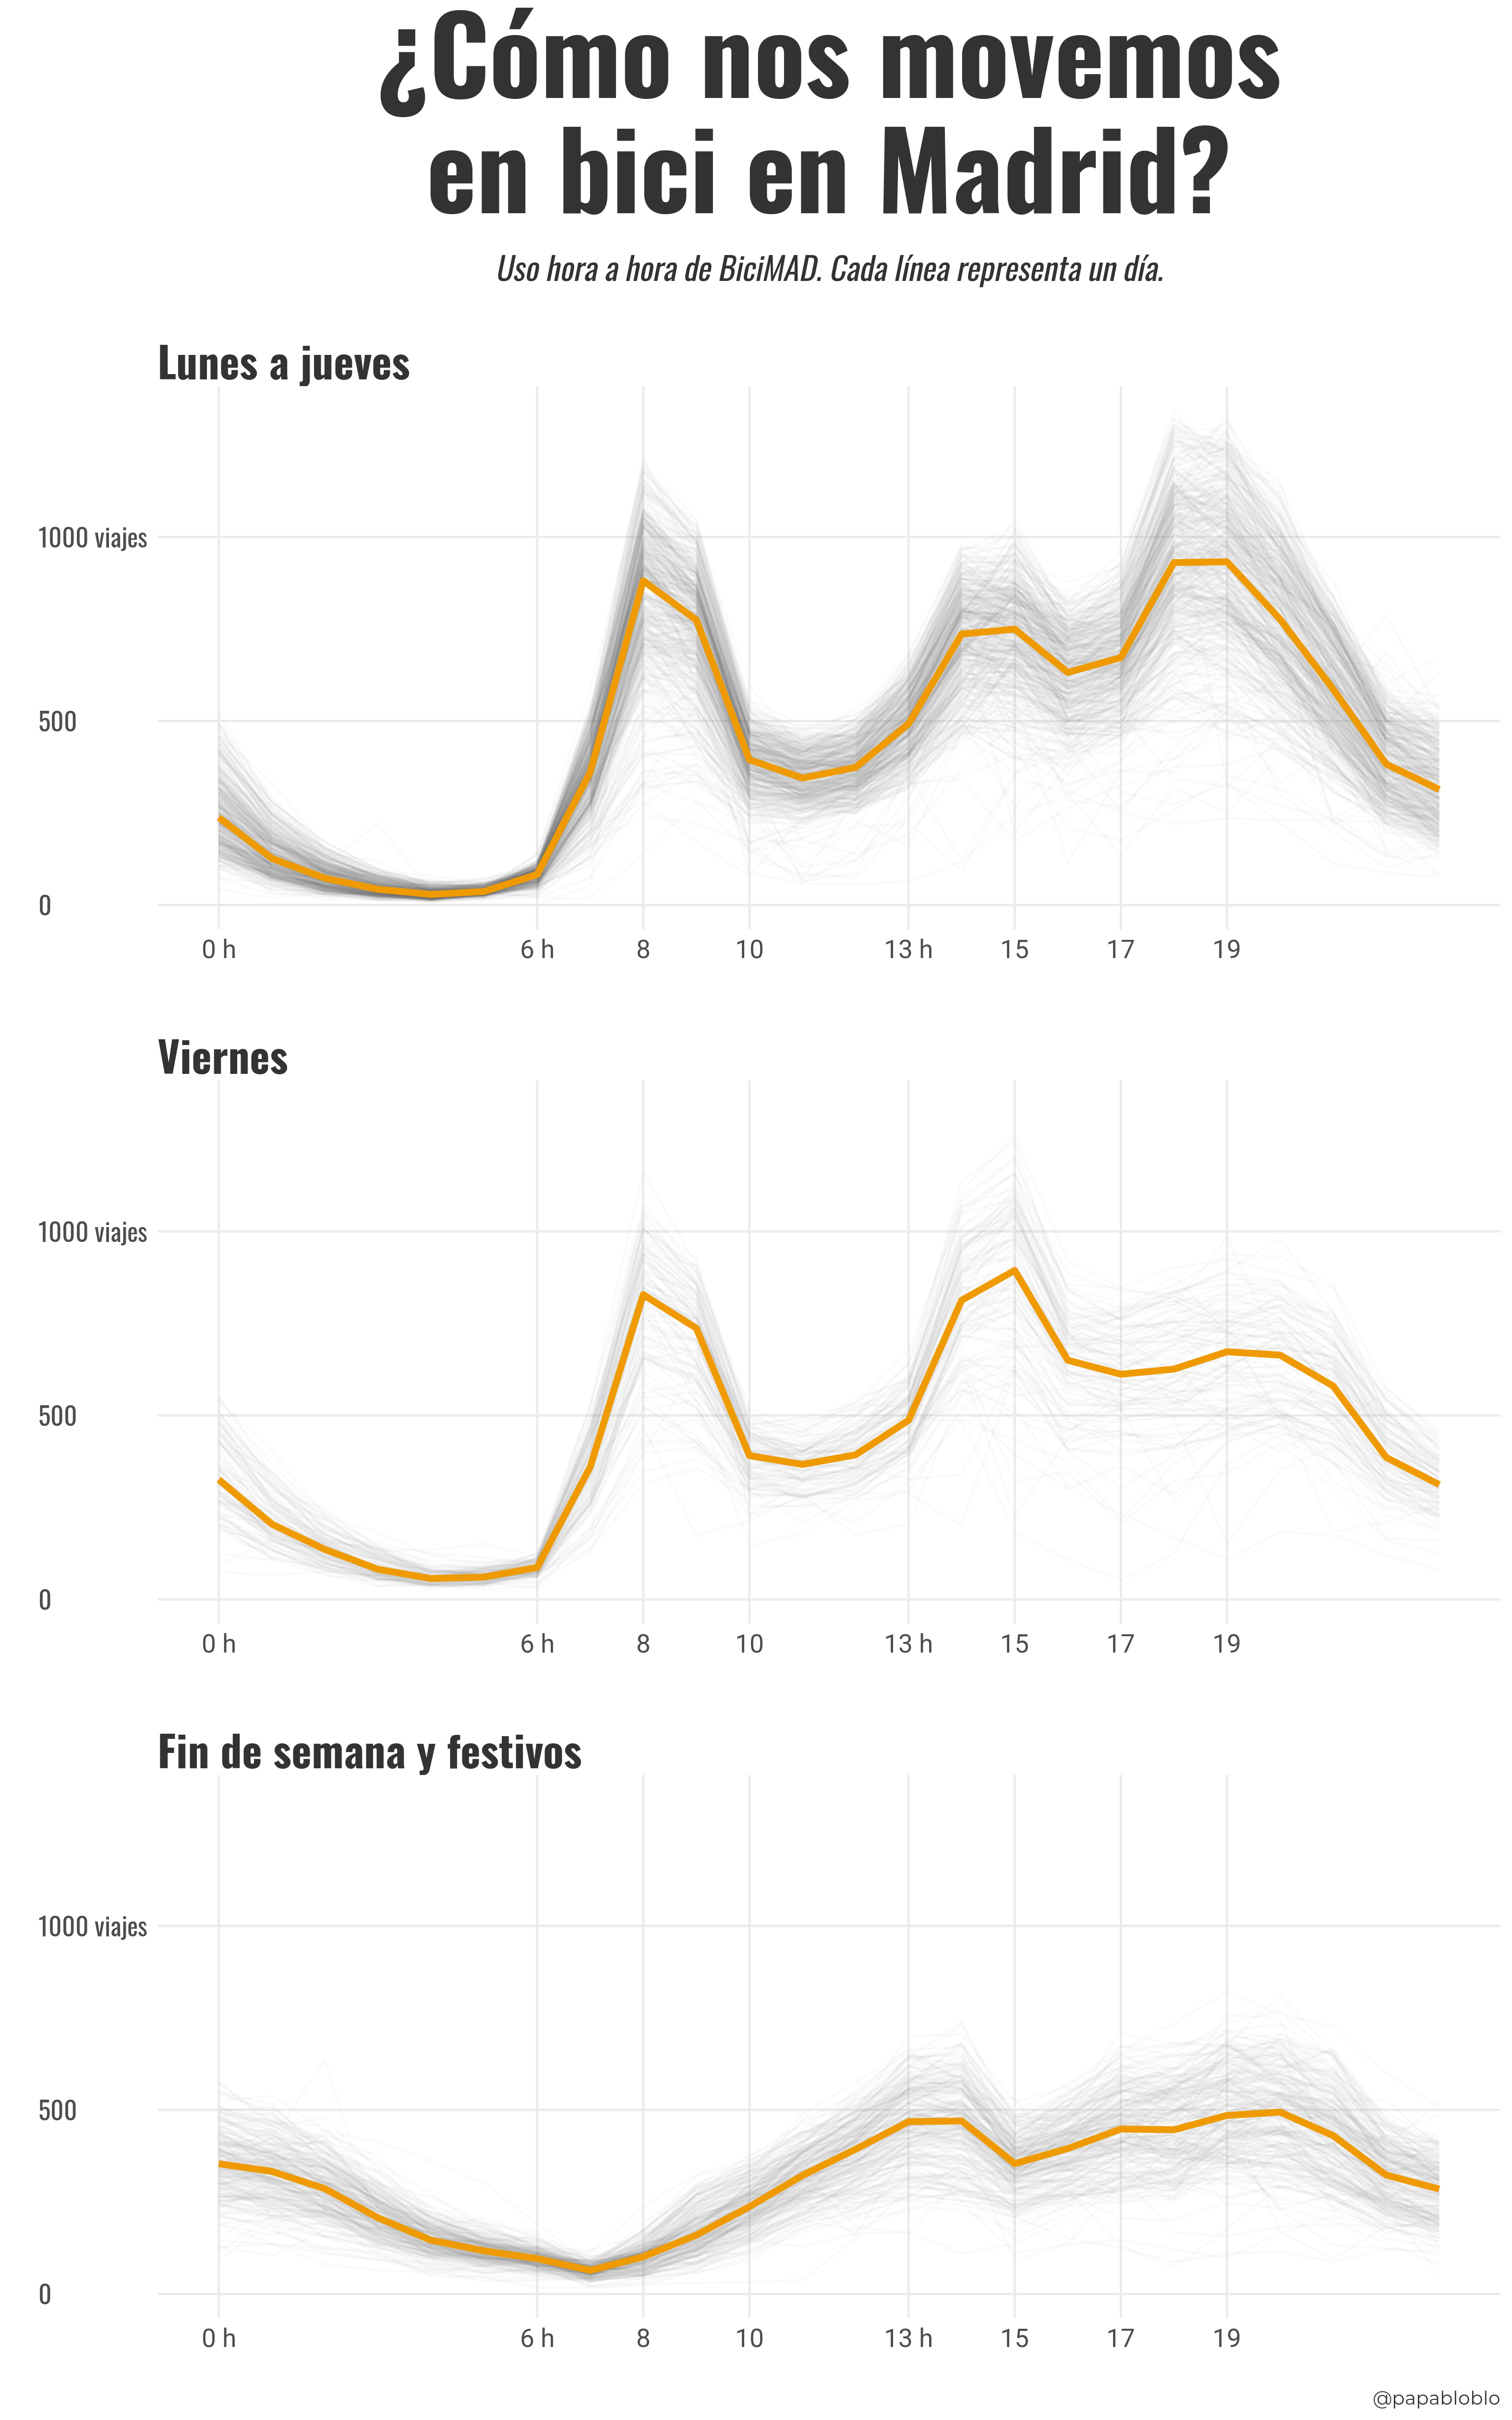 ¿Cómo nos movemos
en bici en Madrid?
Uso hora a hora de BiciMAD. Cada línea representa un día.
Lunes a jueves
1000 viajes
500
0
0 h 6 h 8 10 13 h 15 17 19
Viernes
1000 viajes
500
0
0 h 6 h 8 10 13 h 15 17 19
Fin de semana y festivos
1000 viajes
500
0
0 h 6 h 8 10 13 h 15 17 19
@papabloblo